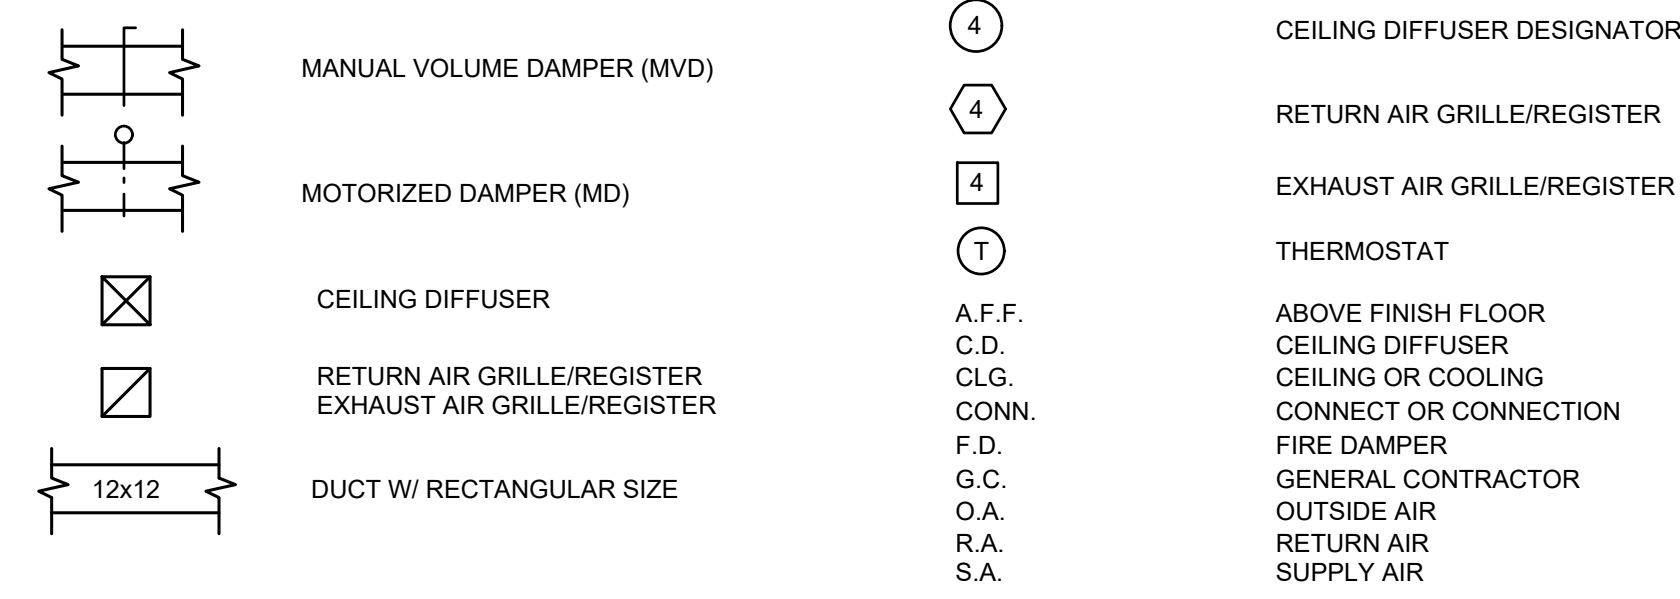 MANUAL VOLUME DAMPER (MVD)
MOTORIZED DAMPER (MD)
CEILING DIFFUSER
RETURN AIR GRILLE/REGISTER
EXHAUST AIR GRILLE/REGISTER
12x12 DUCT W/ RECTANGULAR SIZE
4 CEILING DIFFUSER DESIGNATOR
4 RETURN AIR GRILLE/REGISTER
4 EXHAUST AIR GRILLE/REGISTER
T THERMOSTAT
A.F.F. ABOVE FINISH FLOOR
C.D. CEILING DIFFUSER
CLG. CEILING OR COOLING
CONN. CONNECT OR CONNECTION
F.D. FIRE DAMPER
G.C. GENERAL CONTRACTOR
O.A. OUTSIDE AIR
R.A. RETURN AIR
S.A. SUPPLY AIR